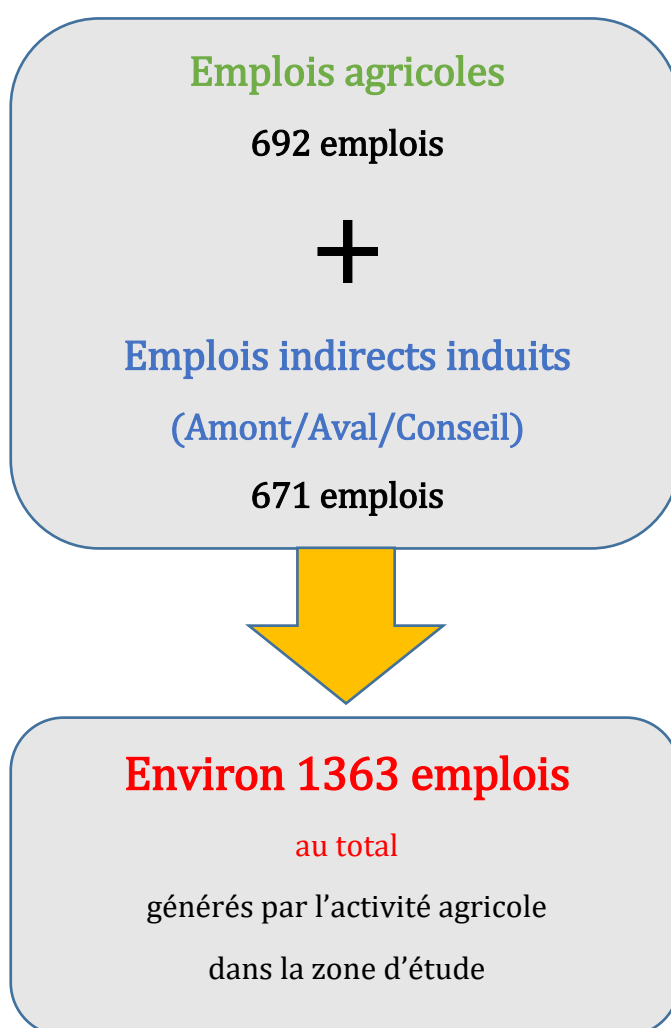 Emplois agricoles
692 emplois
+
Emplois indirects induits
(Amont/Aval/Conseil)
671 emplois
Environ 1363 emplois
au total
générés par l’activité agricole
dans la zone d’étude